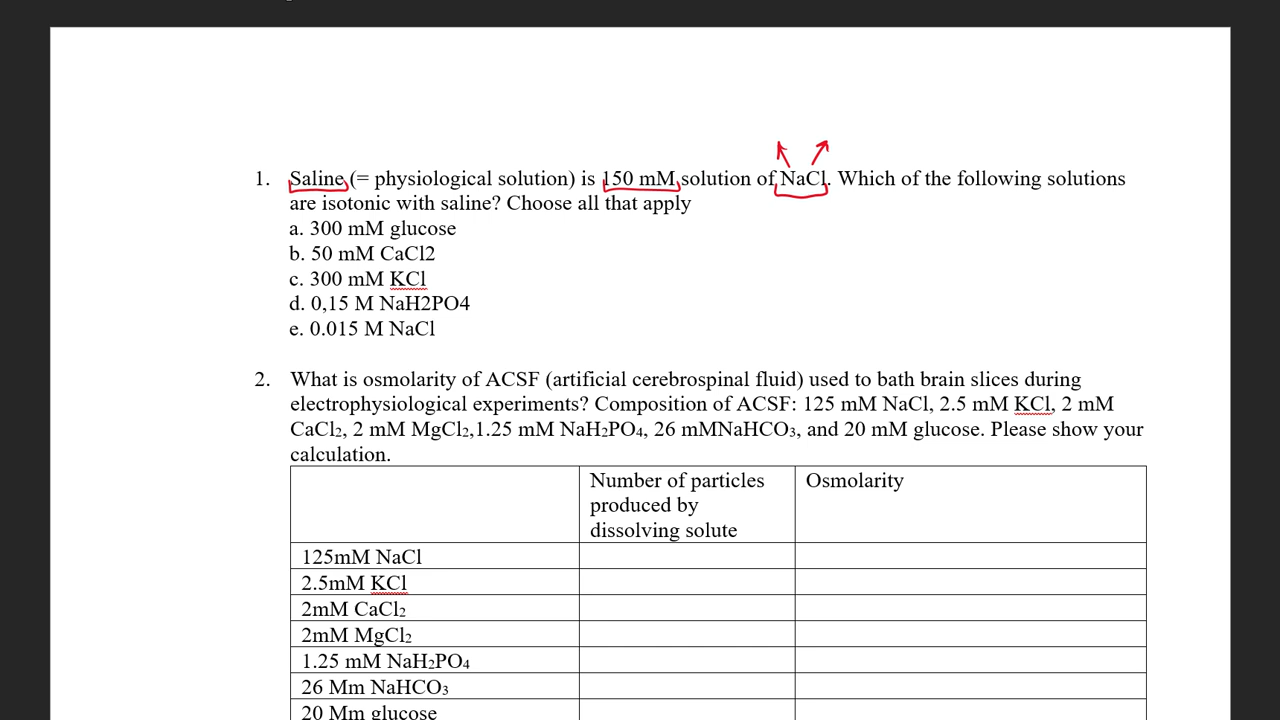 1. Saline (= physiological solution) is 150 mM solution of NaCl. Which of the following solutions
are isotonic with saline? Choose all that apply
a. 300 mM glucose
b. 50 mM CaCl2
c. 300 mM KCl
d. 0,15 M NaH2PO4
e. 0.015 M NaCl
2. What is osmolarity of ACSF (artificial cerebrospinal fluid) used to bath brain slices during
electrophysiological experiments? Composition of ACSF: 125 mM NaCl, 2.5 mM KCl, 2 mM
CaCl₂, 2 mM MgCl₂,1.25 mM NaH₂PO₄, 26 mMNaHCO₃, and 20 mM glucose. Please show your
calculation.
Number of particles
produced by
dissolving solute
Osmolarity
125mM NaCl
2.5mM KCl
2mM CaCl₂
2mM MgCl₂
1.25 mM NaH₂PO₄
26 Mm NaHCO₃
20 Mm glucose